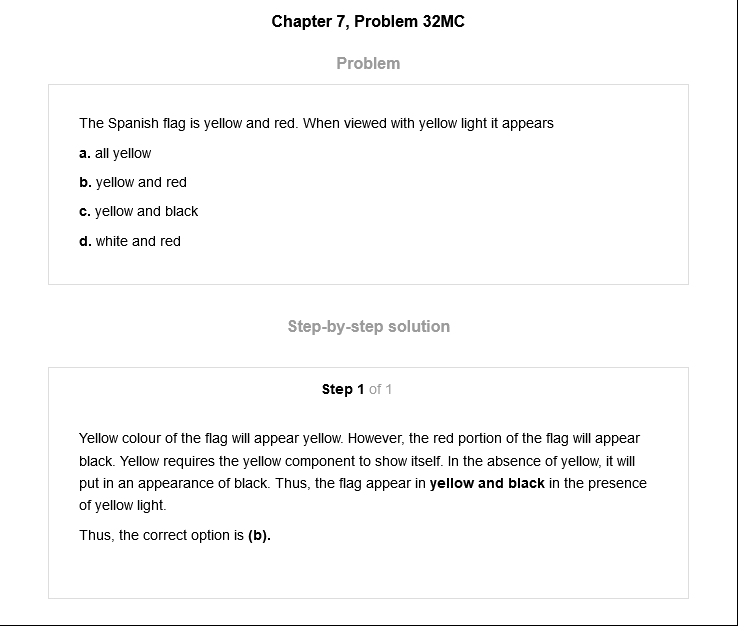 Chapter 7, Problem 32MC
Problem
The Spanish flag is yellow and red. When viewed with yellow light it appears
a. all yellow
b. yellow and red
c. yellow and black
d. white and red
Step-by-step solution
Step 1 of 1
Yellow colour of the flag will appear yellow. However, the red portion of the flag will appear
black. Yellow requires the yellow component to show itself. In the absence of yellow, it will
put in an appearance of black. Thus, the flag appear in yellow and black in the presence
of yellow light.
Thus, the correct option is (b).